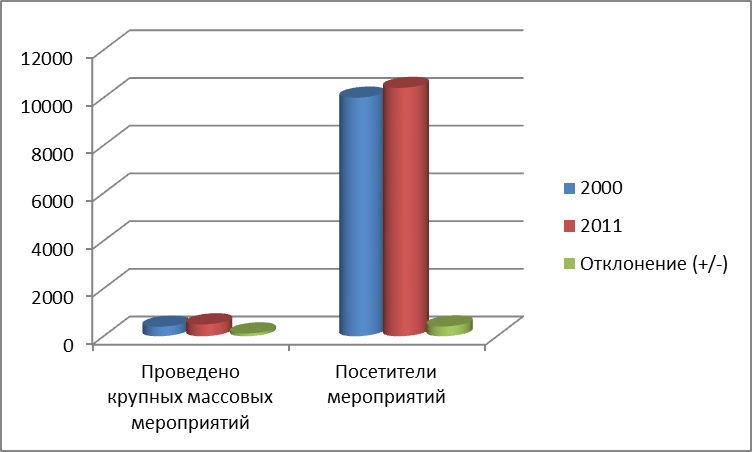 12000
10000
8000
6000
4000
2000
0
Проведено
крупных массовых
мероприятий
Посетители
мероприятий
2000
2011
Отклонение (+/-)